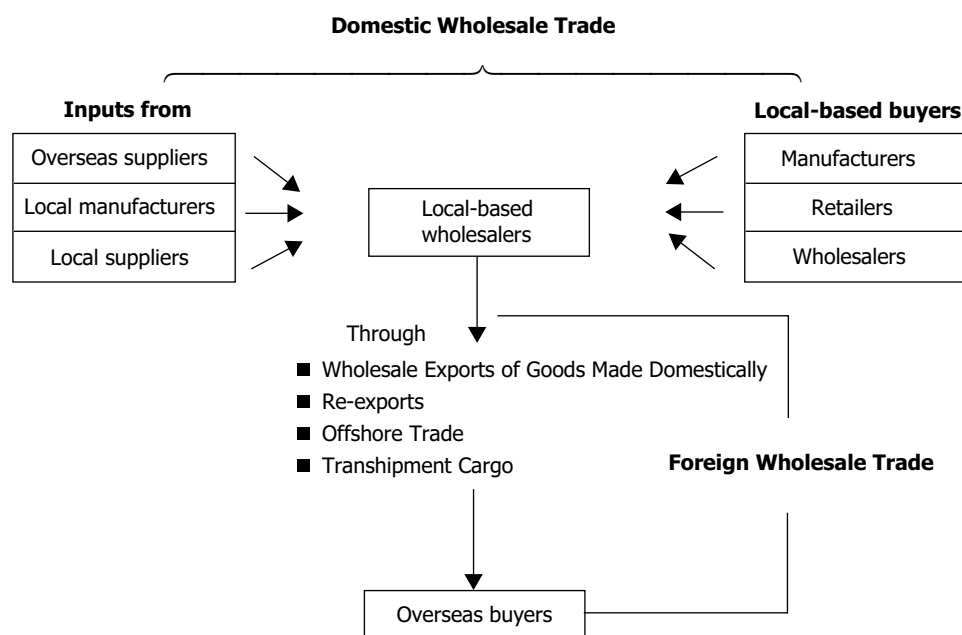 Domestic Wholesale Trade
Inputs from
Local-based buyers
Overseas suppliers
Local manufacturers
Local suppliers
Local-based
wholesalers
Manufacturers
Retailers
Wholesalers
Through
■ Wholesale Exports of Goods Made Domestically
■ Re-exports
■ Offshore Trade
■ Transhipment Cargo
Foreign Wholesale Trade
Overseas buyers